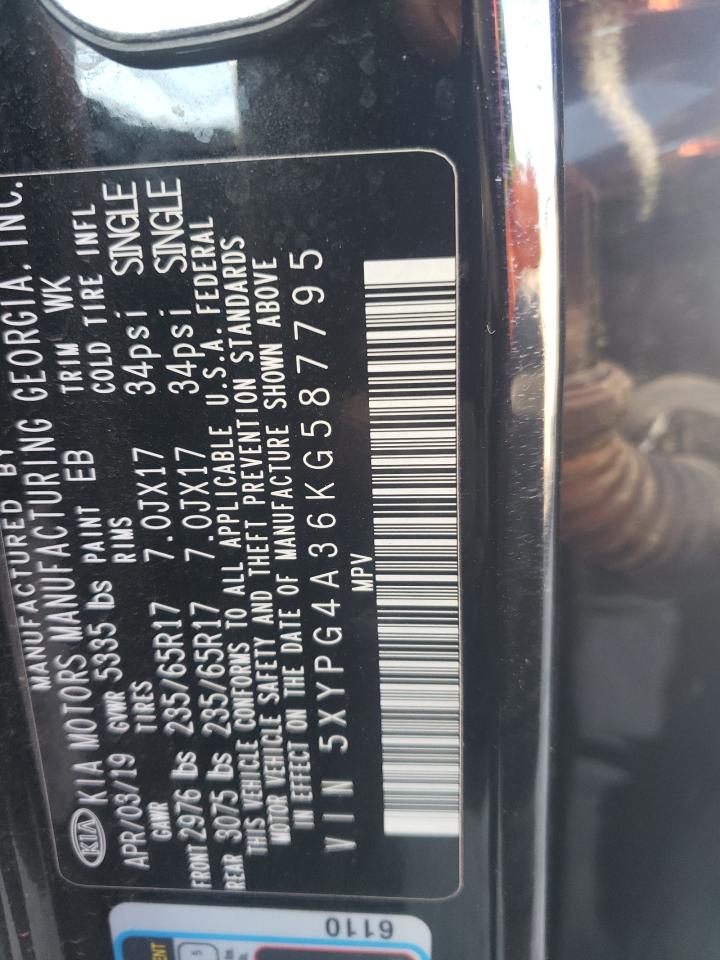 MANUFACTURED BY
KIA KIA MOTORS MANUFACTURING GEORGIA, INC.
APR/03/19 GVWR 5335 lbs PAINT EB TRIM WK
GAWR TIRES RIMS COLD TIRE INFL
FRONT 2976 lbs 235/65R17 7.0JX17 34psi SINGLE
REAR 3075 lbs 235/65R17 7.0JX17 34psi SINGLE
THIS VEHICLE CONFORMS TO ALL APPLICABLE U.S.A. FEDERAL
MOTOR VEHICLE SAFETY AND THEFT PREVENTION STANDARDS
IN EFFECT ON THE DATE OF MANUFACTURE SHOWN ABOVE
VIN 5XYPG4A36KG587795
MPV
6110